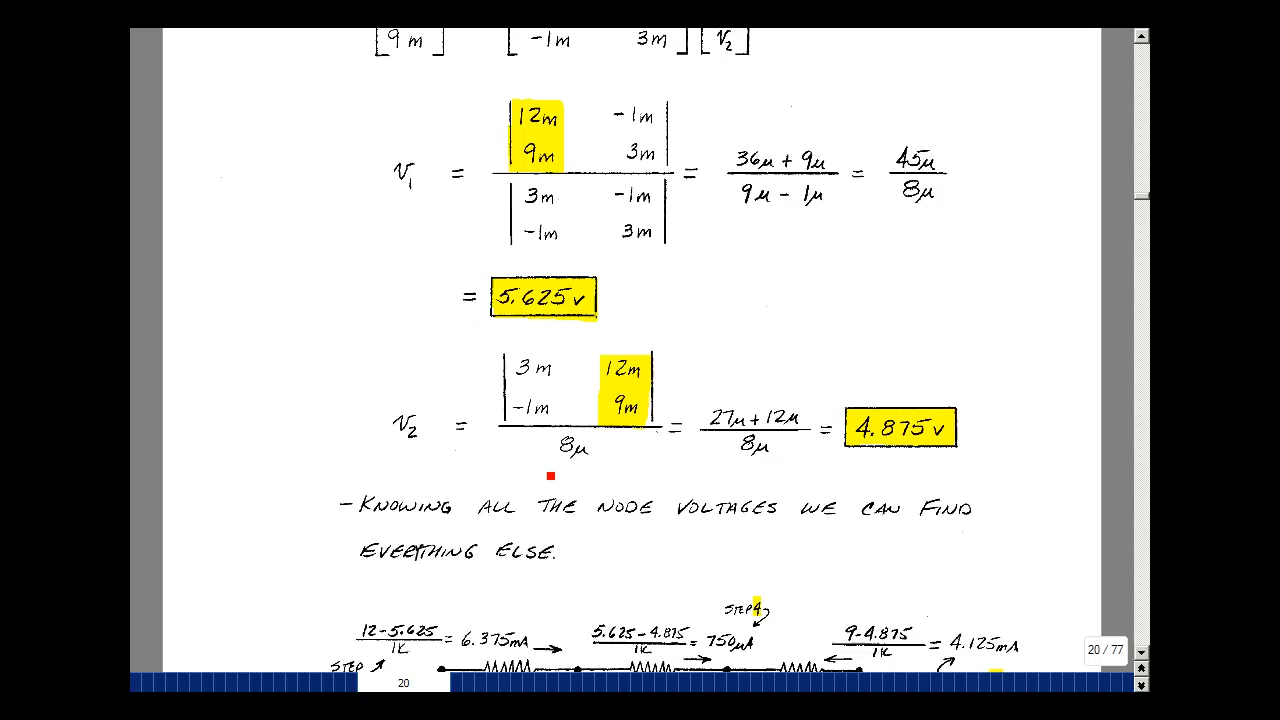 [9m] [-1m 3m] [V2]
|12m -1m|
|9m 3m|
V1 = = 36μ + 9μ / 9μ - 1μ = 45μ / 8μ
|3m -1m|
|-1m 3m|
= 5.625v
|3m 12m|
|-1m 9m|
V2 = / 8μ = 27μ + 12μ / 8μ = 4.875v
- KNOWING ALL THE NODE VOLTAGES WE CAN FIND
EVERYTHING ELSE.
STEP 4
12-5.625 / 1K = 6.375mA → 5.625-4.875 / 1K = 750μA → 9-4.875 / 1K = 4.125mA
STEP
20 / 77
20